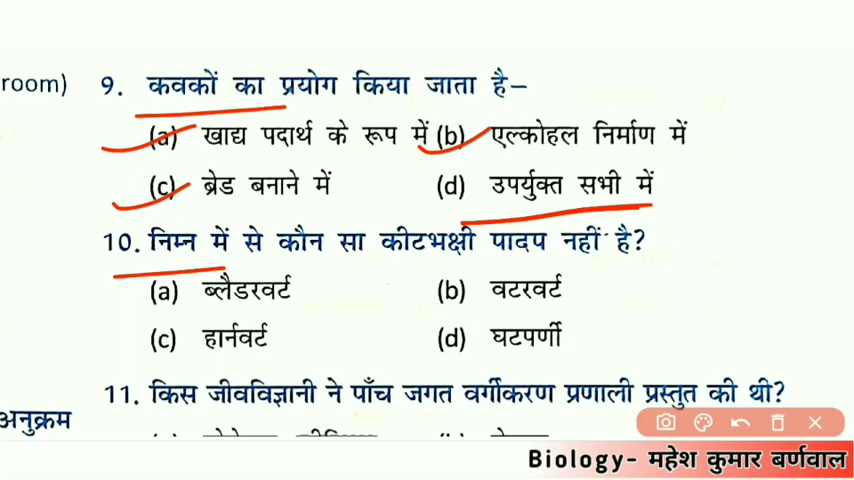 room)
9. कवकों का प्रयोग किया जाता है–
(a) खाद्य पदार्थ के रूप में (b) एल्कोहल निर्माण में
(c) ब्रेड बनाने में (d) उपर्युक्त सभी में
10. निम्न में से कौन सा कीटभक्षी पादप नहीं है?
(a) ब्लैडरवर्ट (b) वटरवर्ट
(c) हार्नवर्ट (d) घटपर्णी
11. किस जीवविज्ञानी ने पाँच जगत वर्गीकरण प्रणाली प्रस्तुत की थी?
अनुक्रम
Biology- महेश कुमार बर्णवाल